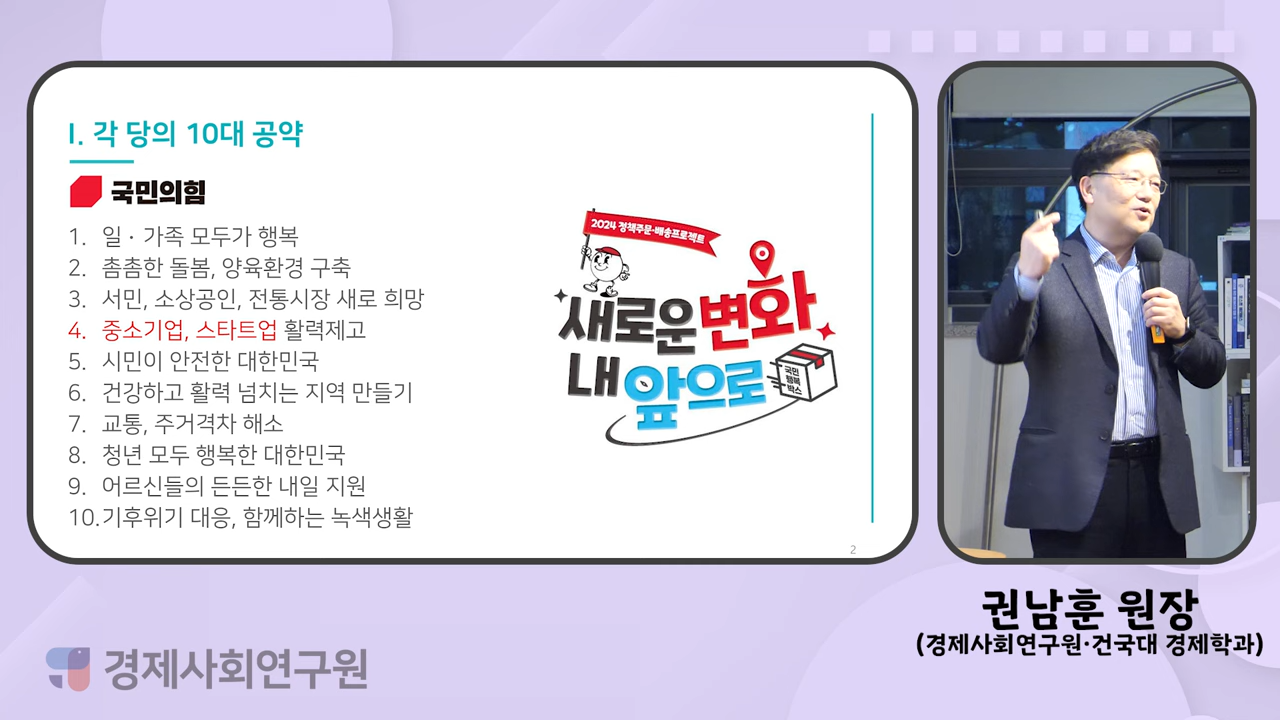 I. 각 당의 10대 공약
국민의힘
1. 일 · 가족 모두가 행복
2. 촘촘한 돌봄, 양육환경 구축
3. 서민, 소상공인, 전통시장 새로 희망
4. 중소기업, 스타트업 활력제고
5. 시민이 안전한 대한민국
6. 건강하고 활력 넘치는 지역 만들기
7. 교통, 주거격차 해소
8. 청년 모두 행복한 대한민국
9. 어르신들의 든든한 내일 지원
10.기후위기 대응, 함께하는 녹색생활
2024 정책주문·배송프로젝트
새로운 변화
내 앞으로
국민
행복
박스
2
권남훈 원장
(경제사회연구원·건국대 경제학과)
경제사회연구원